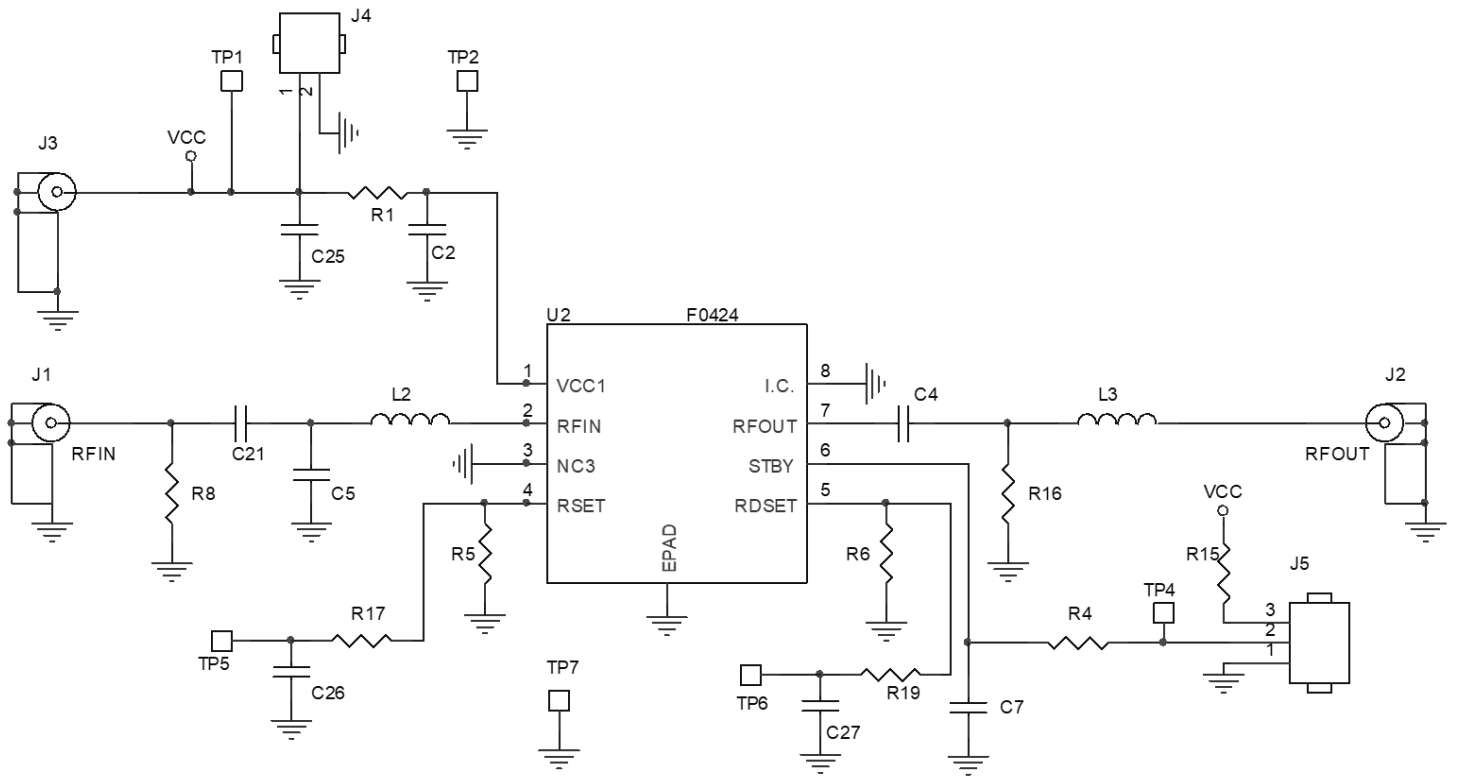 J4
TP1
TP2
1
2
VCC
J3
R1
C25
C2
U2 F0424
1 VCC1
I.C. 8
J1
L2
C4
L3
J2
2 RFIN
RFOUT 7
RFIN
C21
RFOUT
3 NC3
STBY 6
R8
C5
R16
VCC
4 RSET
RDSET 5
R5
EPAD
R6
R15
J5
TP4
R17
R4
3
2
1
TP5
TP7
C26
TP6
R19
C7
C27